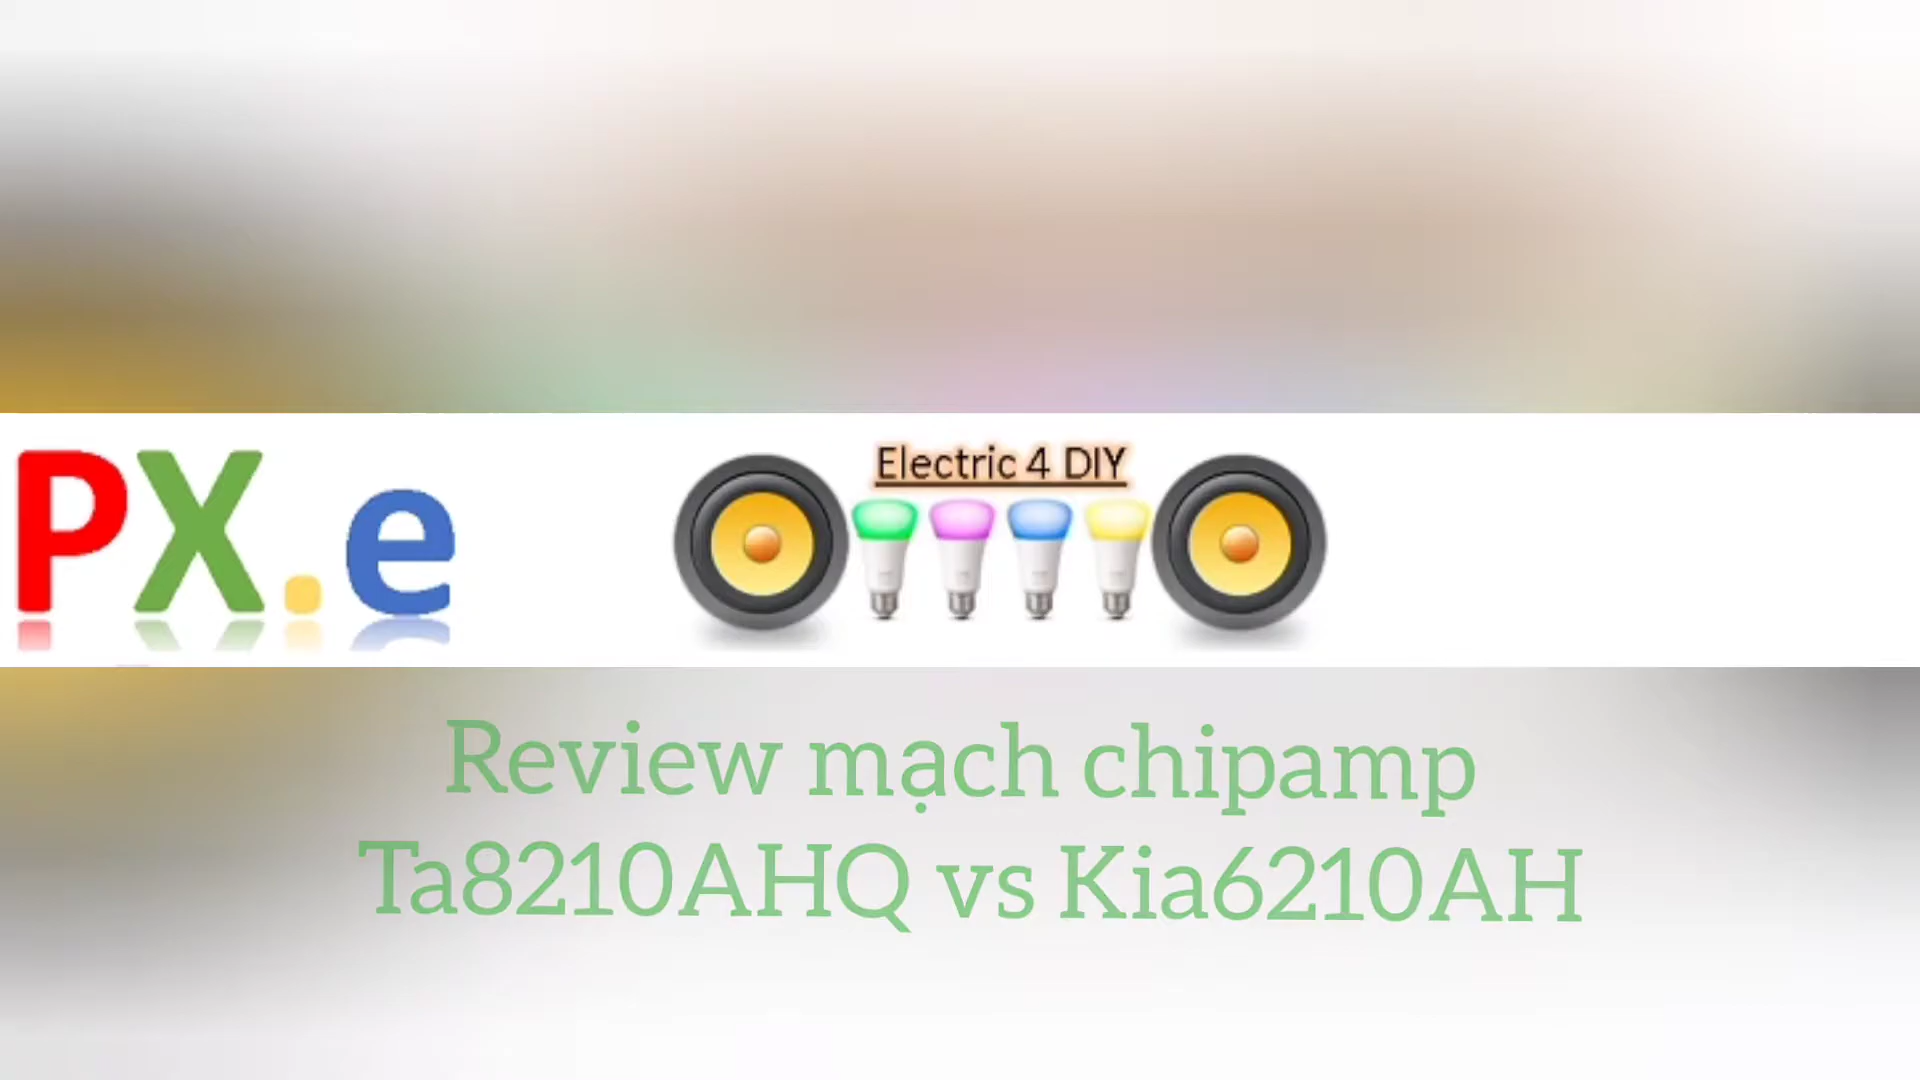 PX.e
Electric 4 DIY
Review mạch chipamp
Ta8210AHQ vs Kia6210AH